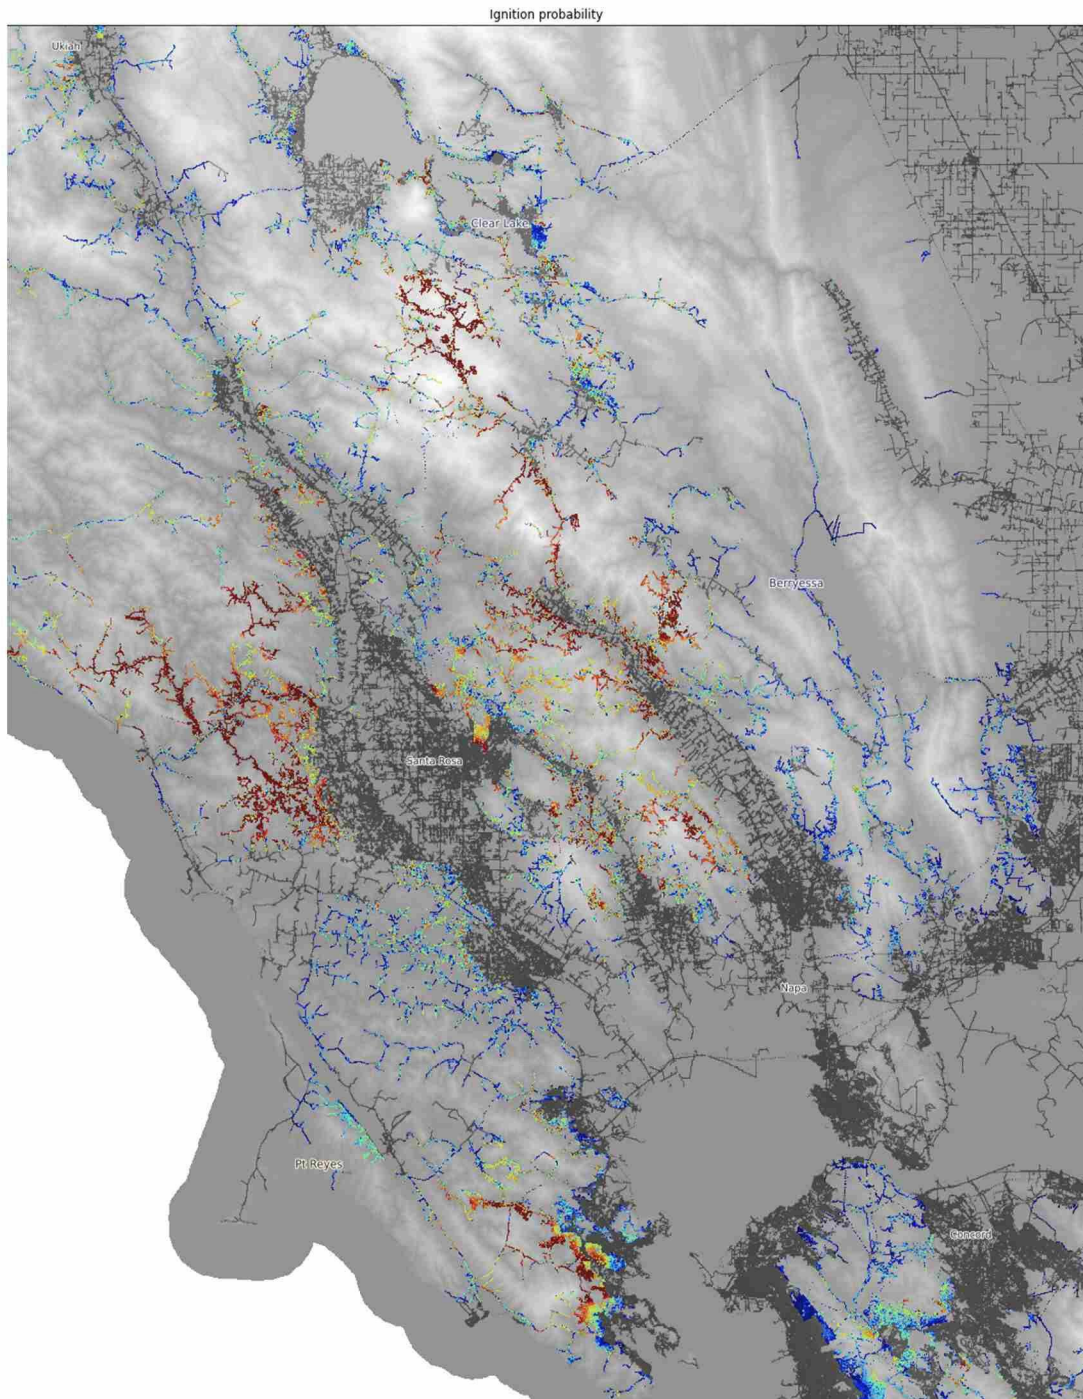 Ignition probability
Ukiah
Clear Lake
Berryessa
Santa Rosa
Napa
Pt Reyes
Concord